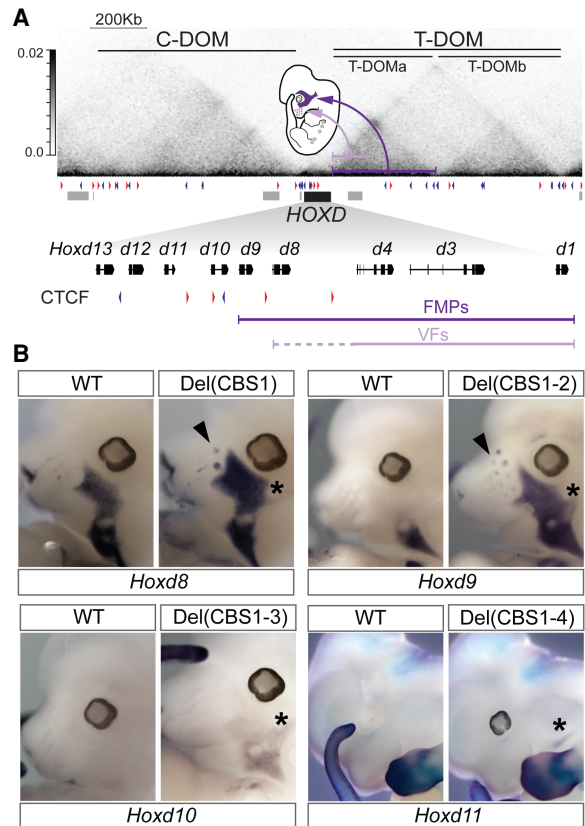 A
200Kb
C-DOM
T-DOM
T-DOMa
T-DOMb
0.02
0.0
HOXD
Hoxd13 d12 d11 d10 d9 d8 d4 d3 d1
CTCF
FMPs
VFs
B
WT
Del(CBS1)
WT
Del(CBS1-2)
*
*
Hoxd8
Hoxd9
WT
Del(CBS1-3)
WT
Del(CBS1-4)
*
*
Hoxd10
Hoxd11